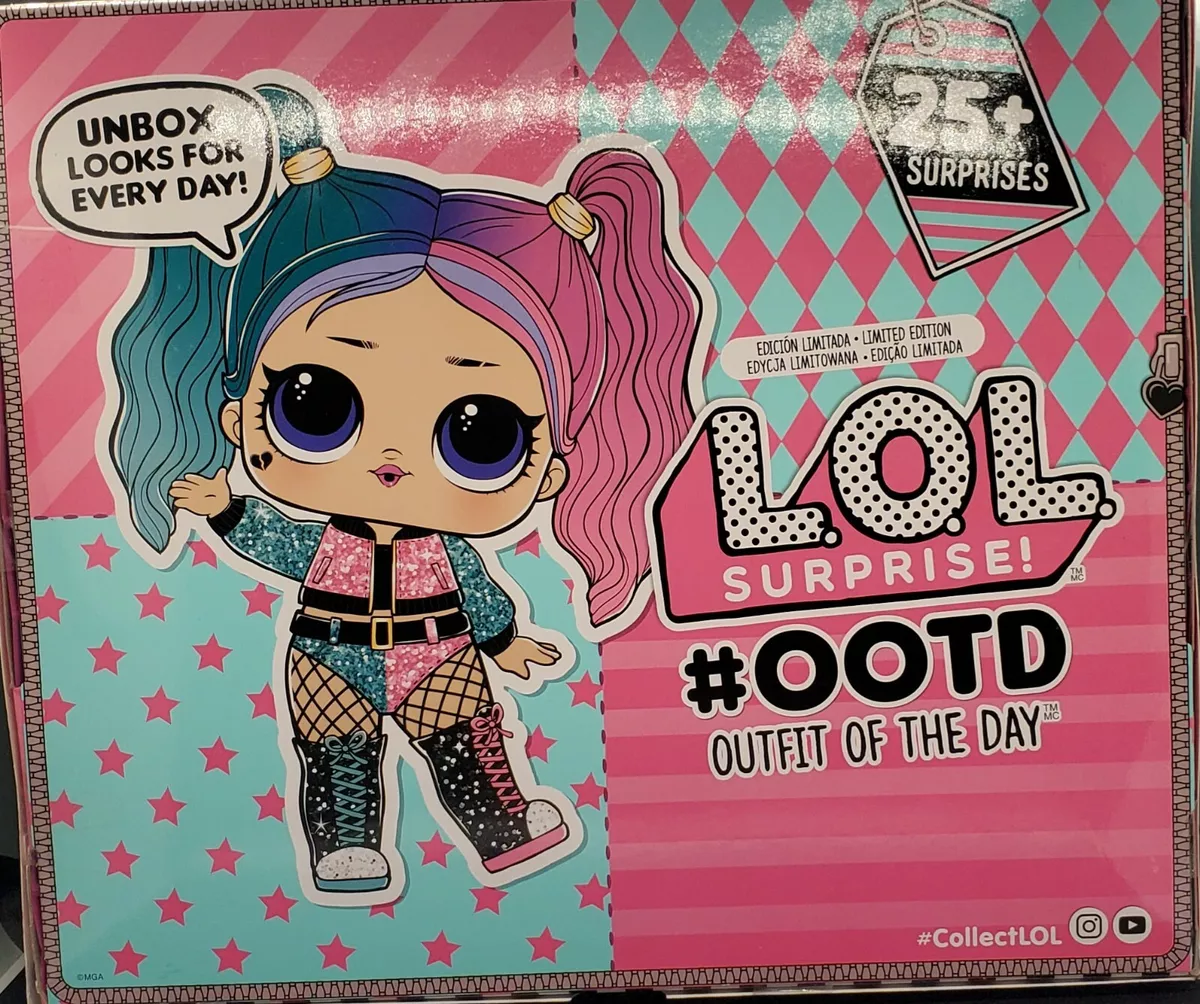 UNBOX
LOOKS FOR
EVERY DAY!
25+
SURPRISES
EDICIÓN LIMITADA • LIMITED EDITION
EDYCJA LIMITOWANA • EDIÇÃO LIMITADA
L.O.L.
SURPRISE!
TM
MC
#OOTD
OUTFIT OF THE DAY
TM
MC
#CollectLOL
©MGA